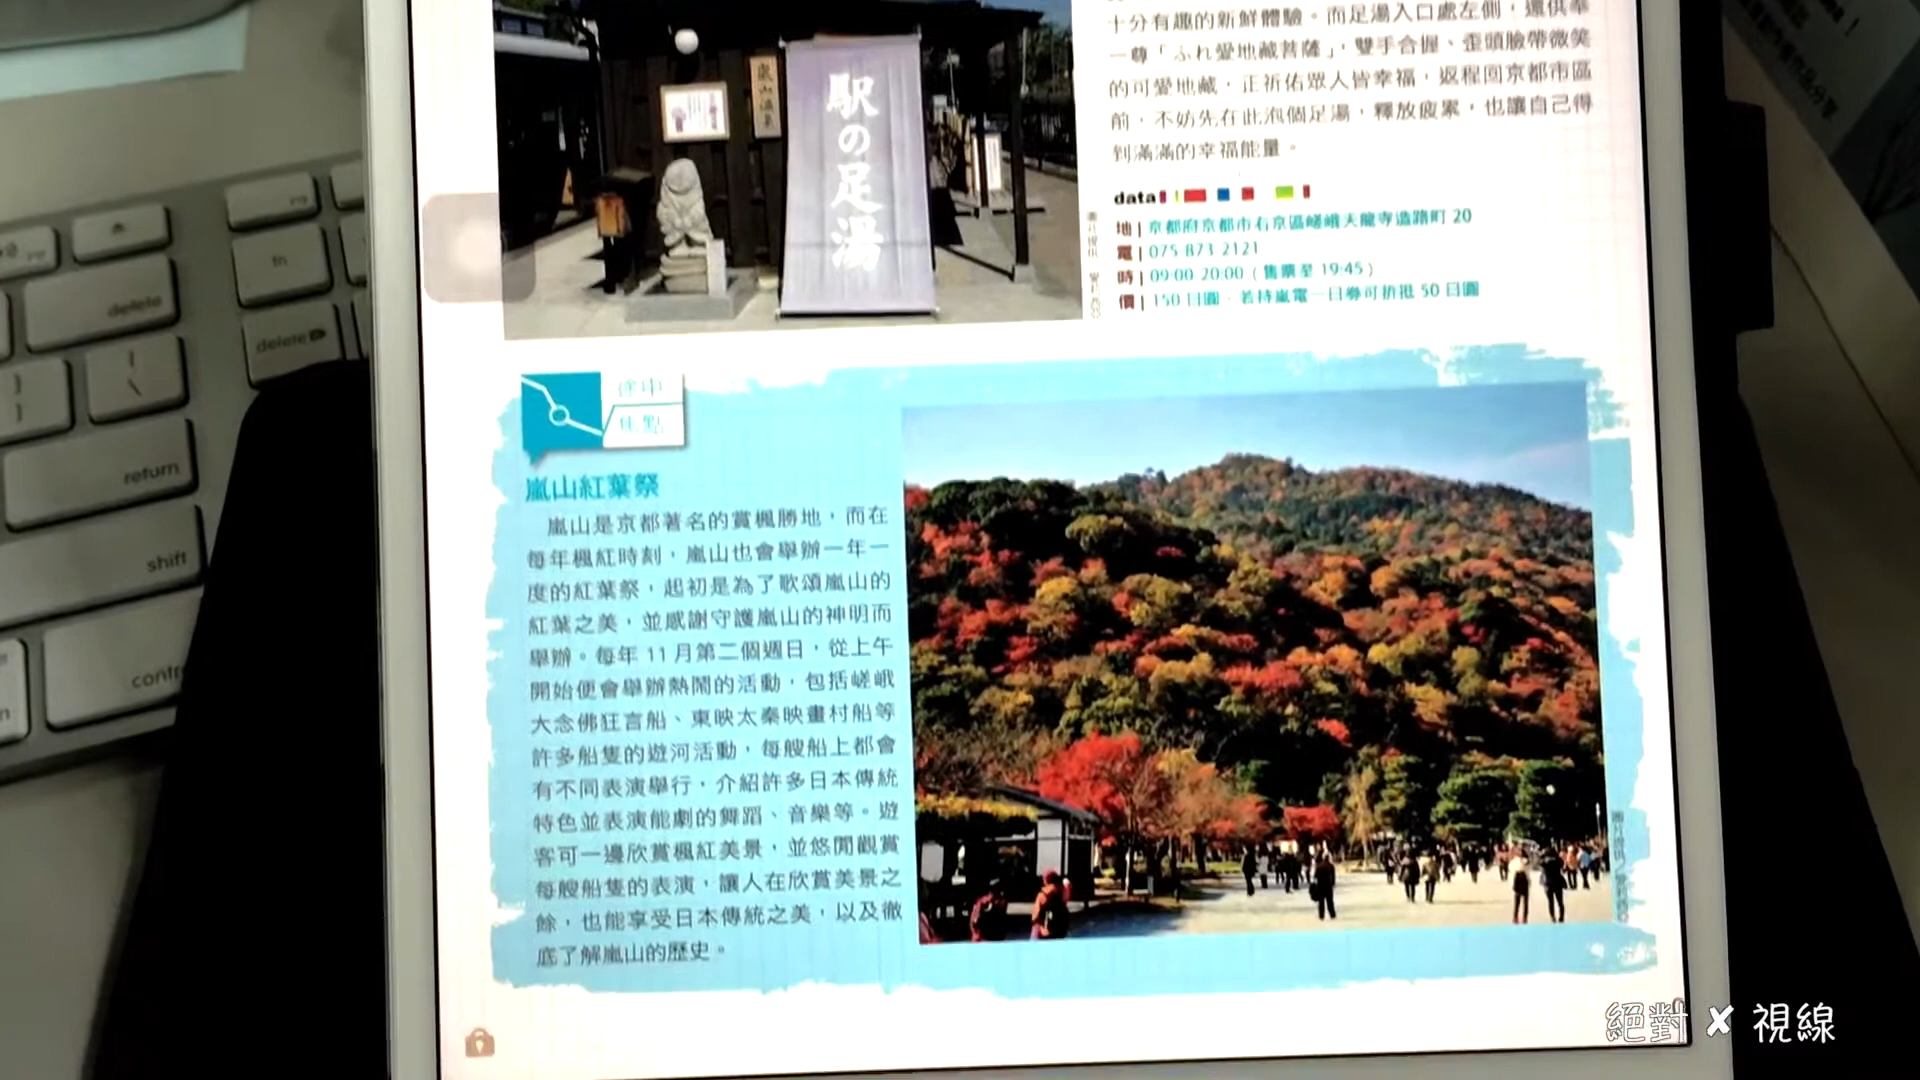 十分有趣的新鮮體驗。而足湯入口處左側，還供奉
一尊「ふれ愛地藏菩薩」，雙手合握、歪頭臉帶微笑
的可愛地藏，正祈佑眾人皆幸福，返程回京都市區
前，不妨先在此泡個足湯，釋放疲累，也讓自己得
到滿滿的幸福能量。
駅の足湯
嵐山温泉
data
地 | 京都府京都市右京區嵯峨天龍寺造路町 20
電 | 075-873-2121
時 | 09:00-20:00（售票至 19:45）
價 | 150 日圓，若持嵐電一日券可折抵 50 日圓
途中
焦點
嵐山紅葉祭
嵐山是京都著名的賞楓勝地，而在
每年楓紅時刻，嵐山也會舉辦一年一
度的紅葉祭，起初是為了歌頌嵐山的
紅葉之美，並感謝守護嵐山的神明而
舉辦。每年 11 月第二個週日，從上午
開始便會舉辦熱鬧的活動，包括嵯峨
大念佛狂言船、東映太秦映畫村船等
許多船隻的遊河活動，每艘船上都會
有不同表演舉行，介紹許多日本傳統
特色並表演能劇的舞蹈、音樂等。遊
客可一邊欣賞楓紅美景，並悠閒觀賞
每艘船隻的表演，讓人在欣賞美景之
餘，也能享受日本傳統之美，以及徹
底了解嵐山的歷史。
delete
fn
delete
return
shift
contr
絕對 ✘ 視線